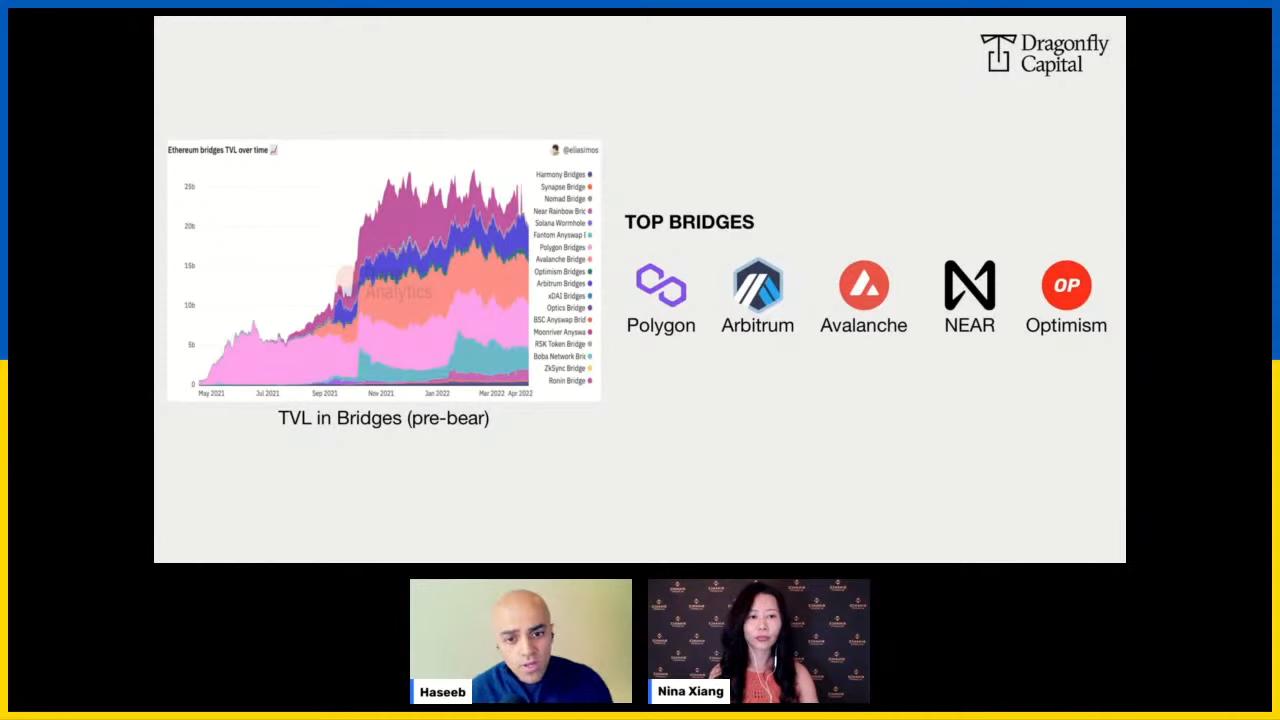 Dragonfly
Capital
Ethereum bridges TVL over time
@eliasimos
25b
20b
15b
10b
5b
0
May 2021
Jul 2021
Sep 2021
Nov 2021
Jan 2022
Mar 2022
Apr 2022
Analytics
Harmony Bridges
Synapse Bridge
Nomad Bridge
Near Rainbow Bric
Solana Wormhole
Fantom Anyswap E
Polygon Bridges
Avalanche Bridge
Optimism Bridges
Arbitrum Bridges
xDAI Bridges
Optics Bridge
BSC Anyswap Brid
Moonriver Anyswa
RSK Token Bridge
Boba Network Bric
ZkSync Bridge
Ronin Bridge
TVL in Bridges (pre-bear)
TOP BRIDGES
OP
Polygon
Arbitrum
Avalanche
NEAR
Optimism
Haseeb
Nina Xiang